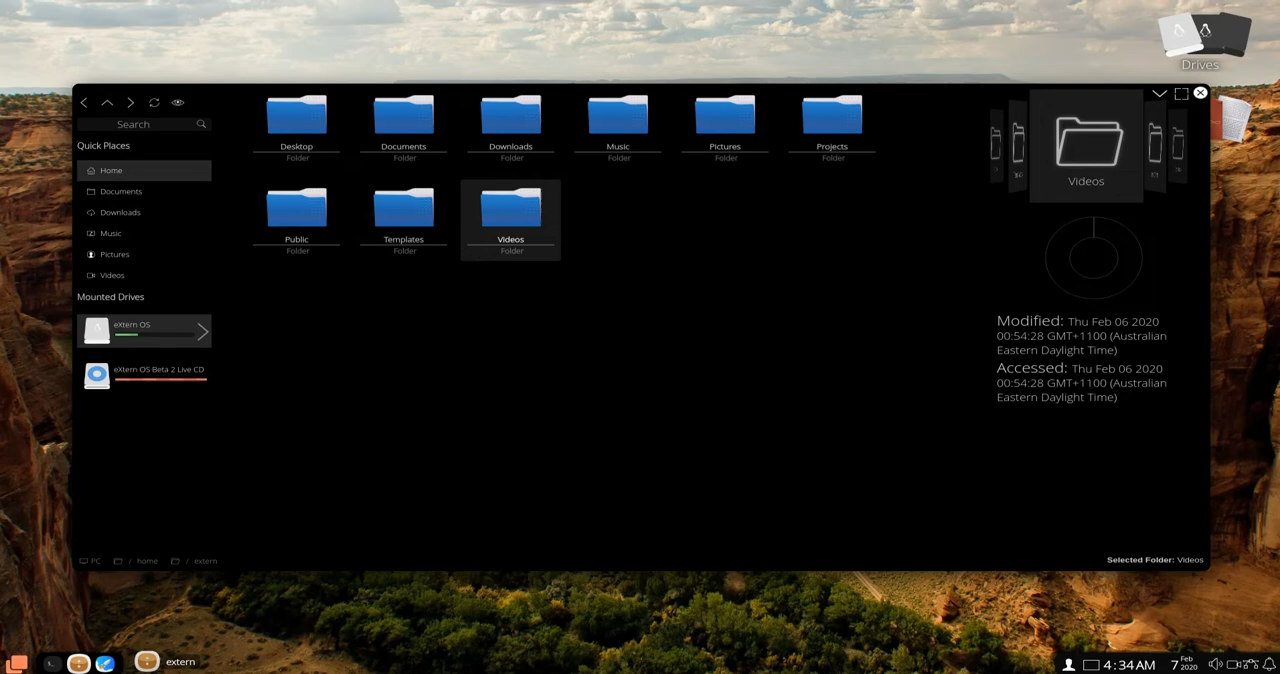 Drives
Search
Quick Places
Home
Documents
Downloads
Music
Pictures
Videos
Mounted Drives
eXtern OS
eXtern OS Beta 2 Live CD
Desktop
Folder
Documents
Folder
Downloads
Folder
Music
Folder
Pictures
Folder
Projects
Folder
Public
Folder
Templates
Folder
Videos
Folder
Videos
Modified: Thu Feb 06 2020
00:54:28 GMT+1100 (Australian
Eastern Daylight Time)
Accessed: Thu Feb 06 2020
00:54:28 GMT+1100 (Australian
Eastern Daylight Time)
PC / home / extern
Selected Folder: Videos
extern
4:34AM
7 Feb
2020